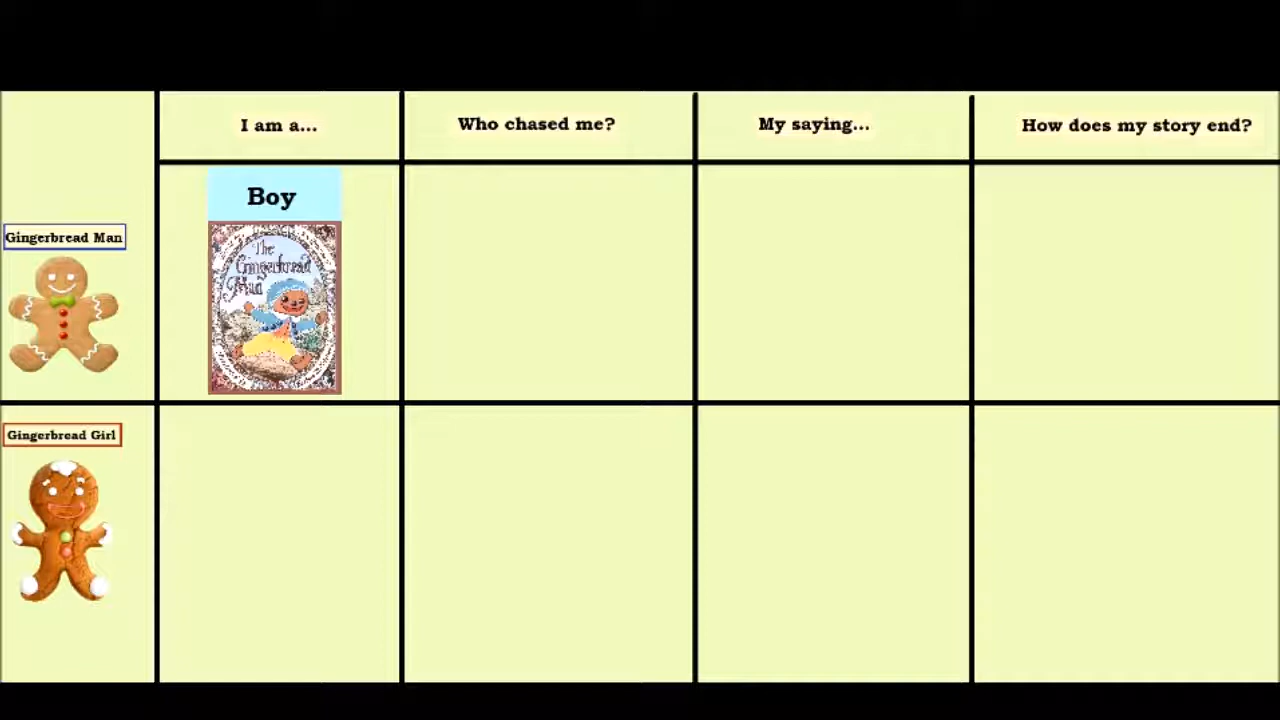 I am a...
Who chased me?
My saying...
How does my story end?
Gingerbread Man
Boy
The
Gingerbread
Man
Gingerbread Girl